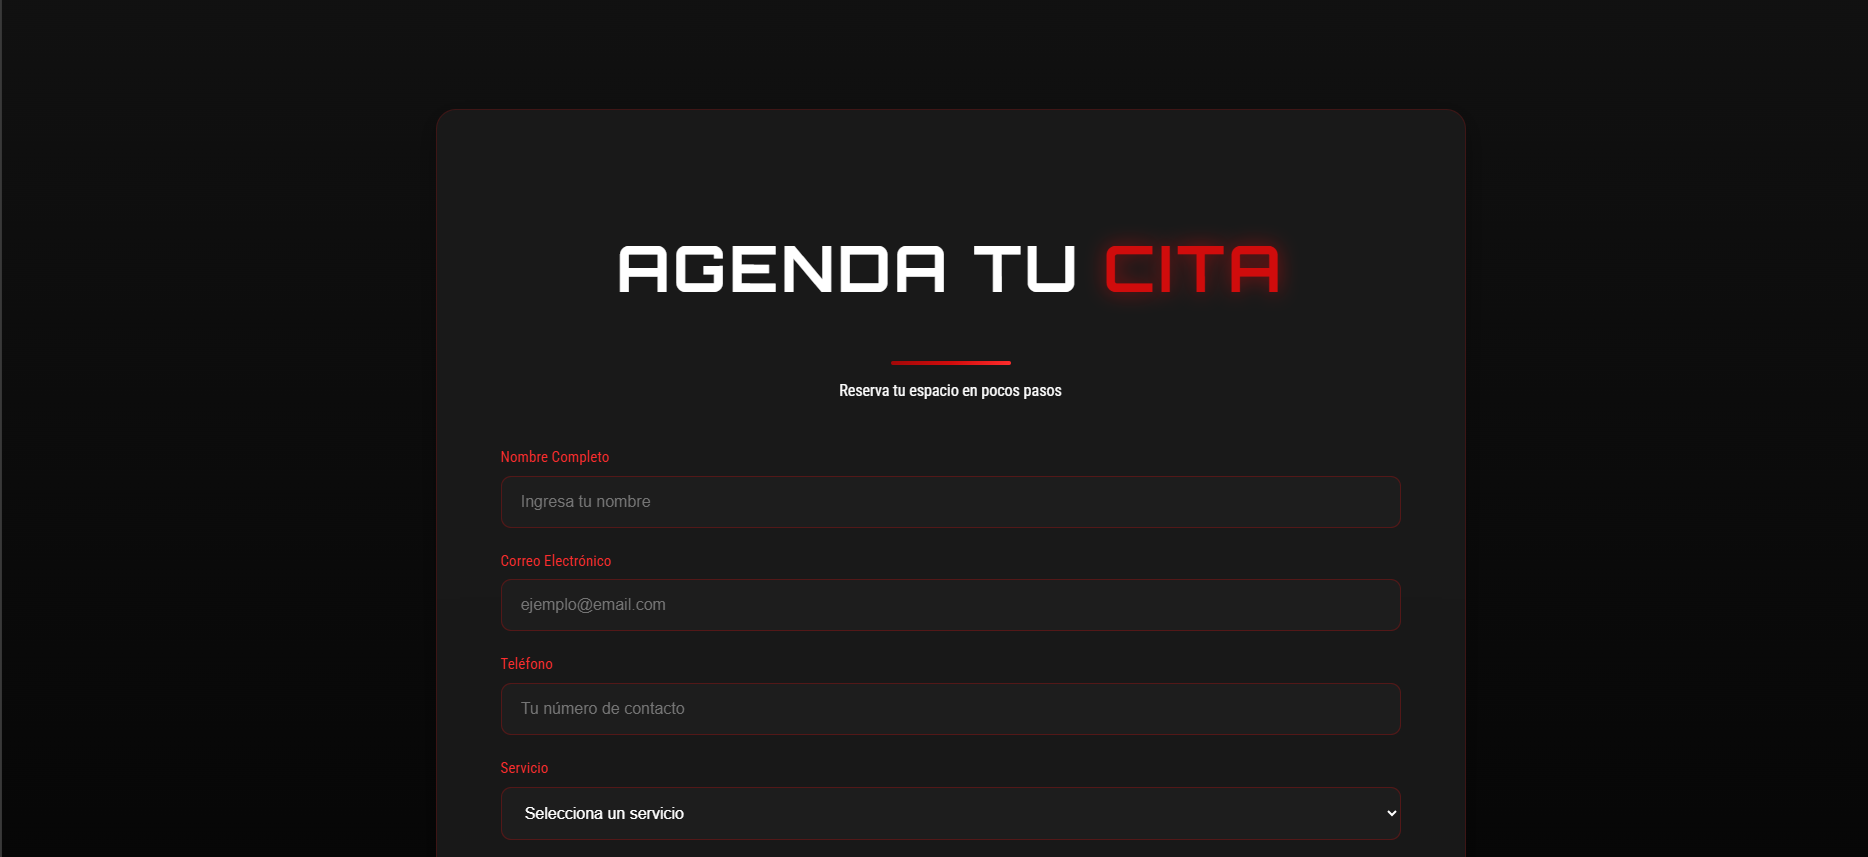 AGENDA TU CITA
Reserva tu espacio en pocos pasos
Nombre Completo
Ingresa tu nombre
Correo Electrónico
ejemplo@email.com
Teléfono
Tu número de contacto
Servicio
Selecciona un servicio